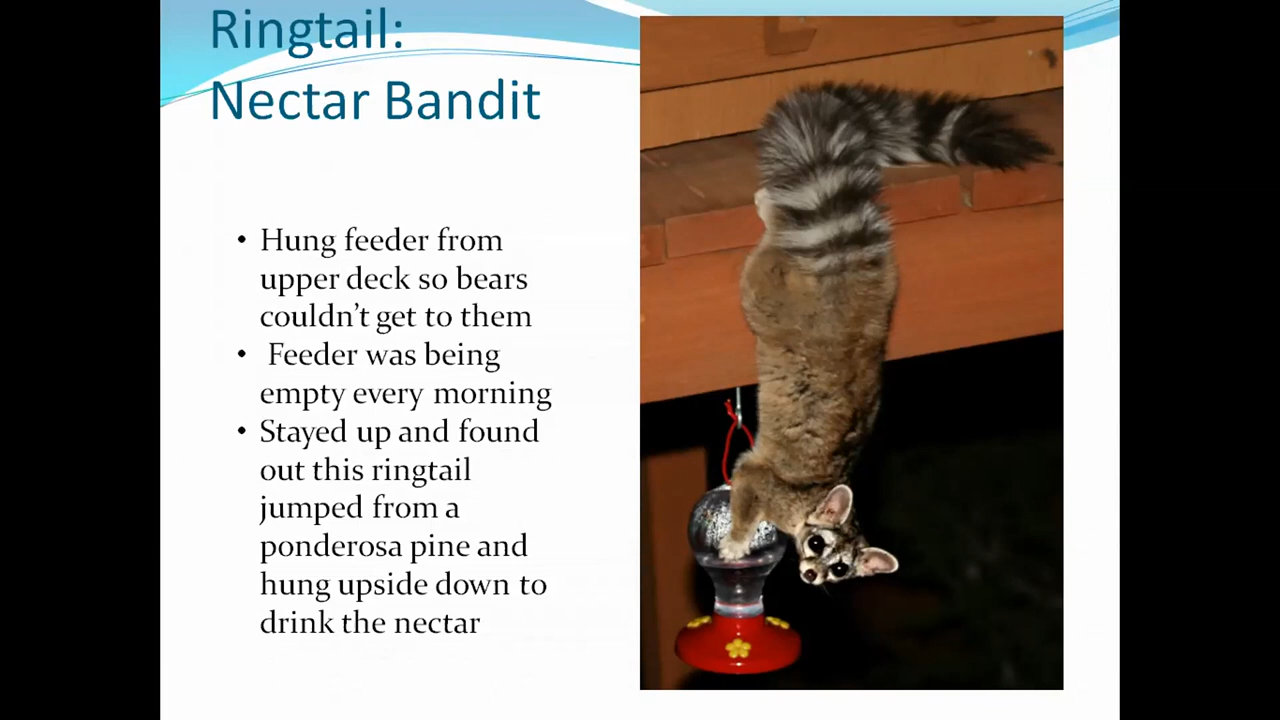 Ringtail:
Nectar Bandit
• Hung feeder from
upper deck so bears
couldn’t get to them
• Feeder was being
empty every morning
• Stayed up and found
out this ringtail
jumped from a
ponderosa pine and
hung upside down to
drink the nectar